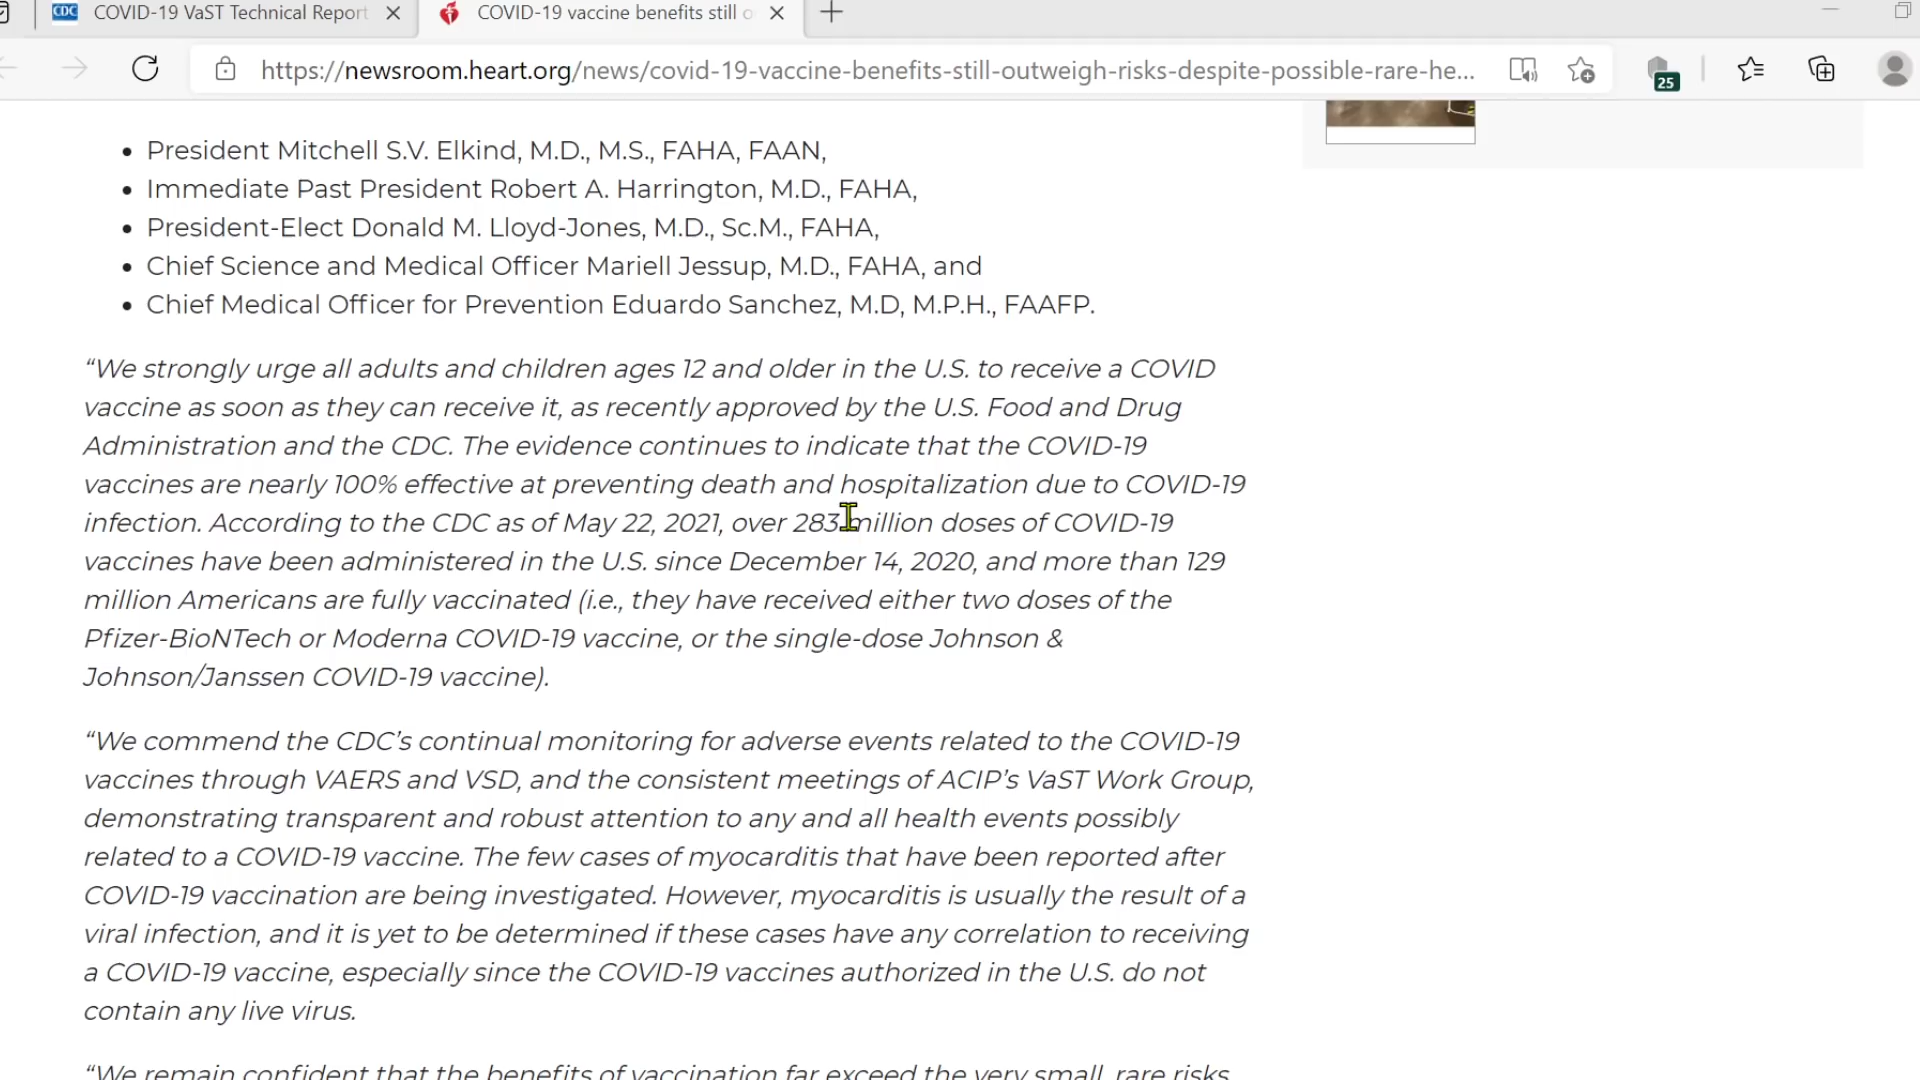 COVID-19 VaST Technical Report
COVID-19 vaccine benefits still o
https://newsroom.heart.org/news/covid-19-vaccine-benefits-still-outweigh-risks-despite-possible-rare-he...
25
• President Mitchell S.V. Elkind, M.D., M.S., FAHA, FAAN,
• Immediate Past President Robert A. Harrington, M.D., FAHA,
• President-Elect Donald M. Lloyd-Jones, M.D., Sc.M., FAHA,
• Chief Science and Medical Officer Mariell Jessup, M.D., FAHA, and
• Chief Medical Officer for Prevention Eduardo Sanchez, M.D, M.P.H., FAAFP.
“We strongly urge all adults and children ages 12 and older in the U.S. to receive a COVID
vaccine as soon as they can receive it, as recently approved by the U.S. Food and Drug
Administration and the CDC. The evidence continues to indicate that the COVID-19
vaccines are nearly 100% effective at preventing death and hospitalization due to COVID-19
infection. According to the CDC as of May 22, 2021, over 283 million doses of COVID-19
vaccines have been administered in the U.S. since December 14, 2020, and more than 129
million Americans are fully vaccinated (i.e., they have received either two doses of the
Pfizer-BioNTech or Moderna COVID-19 vaccine, or the single-dose Johnson &
Johnson/Janssen COVID-19 vaccine).
“We commend the CDC’s continual monitoring for adverse events related to the COVID-19
vaccines through VAERS and VSD, and the consistent meetings of ACIP’s VaST Work Group,
demonstrating transparent and robust attention to any and all health events possibly
related to a COVID-19 vaccine. The few cases of myocarditis that have been reported after
COVID-19 vaccination are being investigated. However, myocarditis is usually the result of a
viral infection, and it is yet to be determined if these cases have any correlation to receiving
a COVID-19 vaccine, especially since the COVID-19 vaccines authorized in the U.S. do not
contain any live virus.
“We remain confident that the benefits of vaccination far exceed the very small, rare risks.